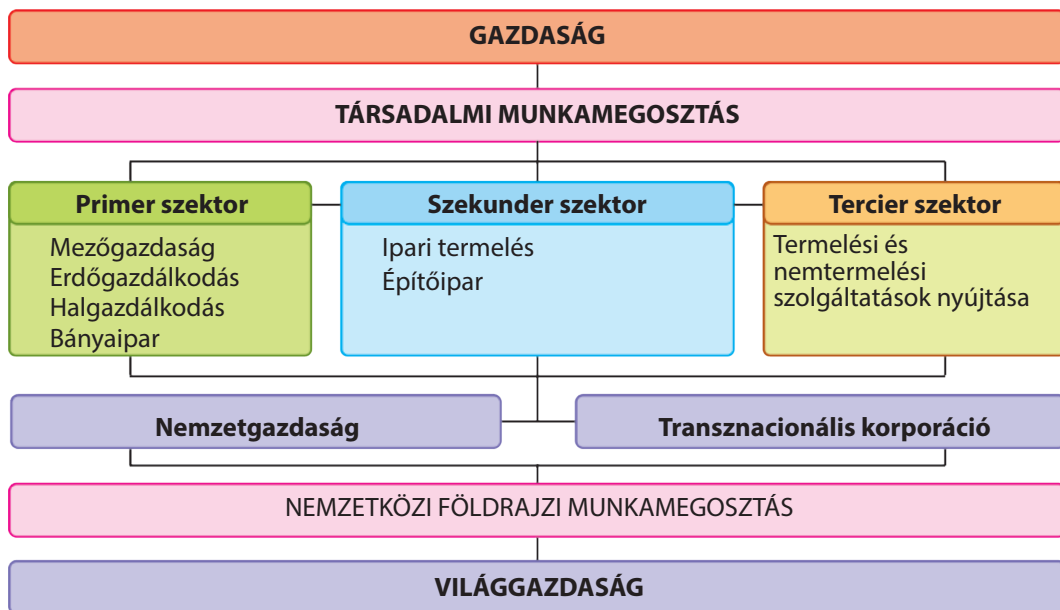 GAZDASÁG
TÁRSADALMI MUNKAMEGOSZTÁS
Primer szektor
Mezőgazdaság
Erdőgazdálkodás
Halgazdálkodás
Bányaipar
Szekunder szektor
Ipari termelés
Építőipar
Tercier szektor
Termelési és
nemtermelési
szolgáltatások nyújtása
Nemzetgazdaság
Transznacionális korporáció
NEMZETKÖZI FÖLDRAJZI MUNKAMEGOSZTÁS
VILÁGGAZDASÁG